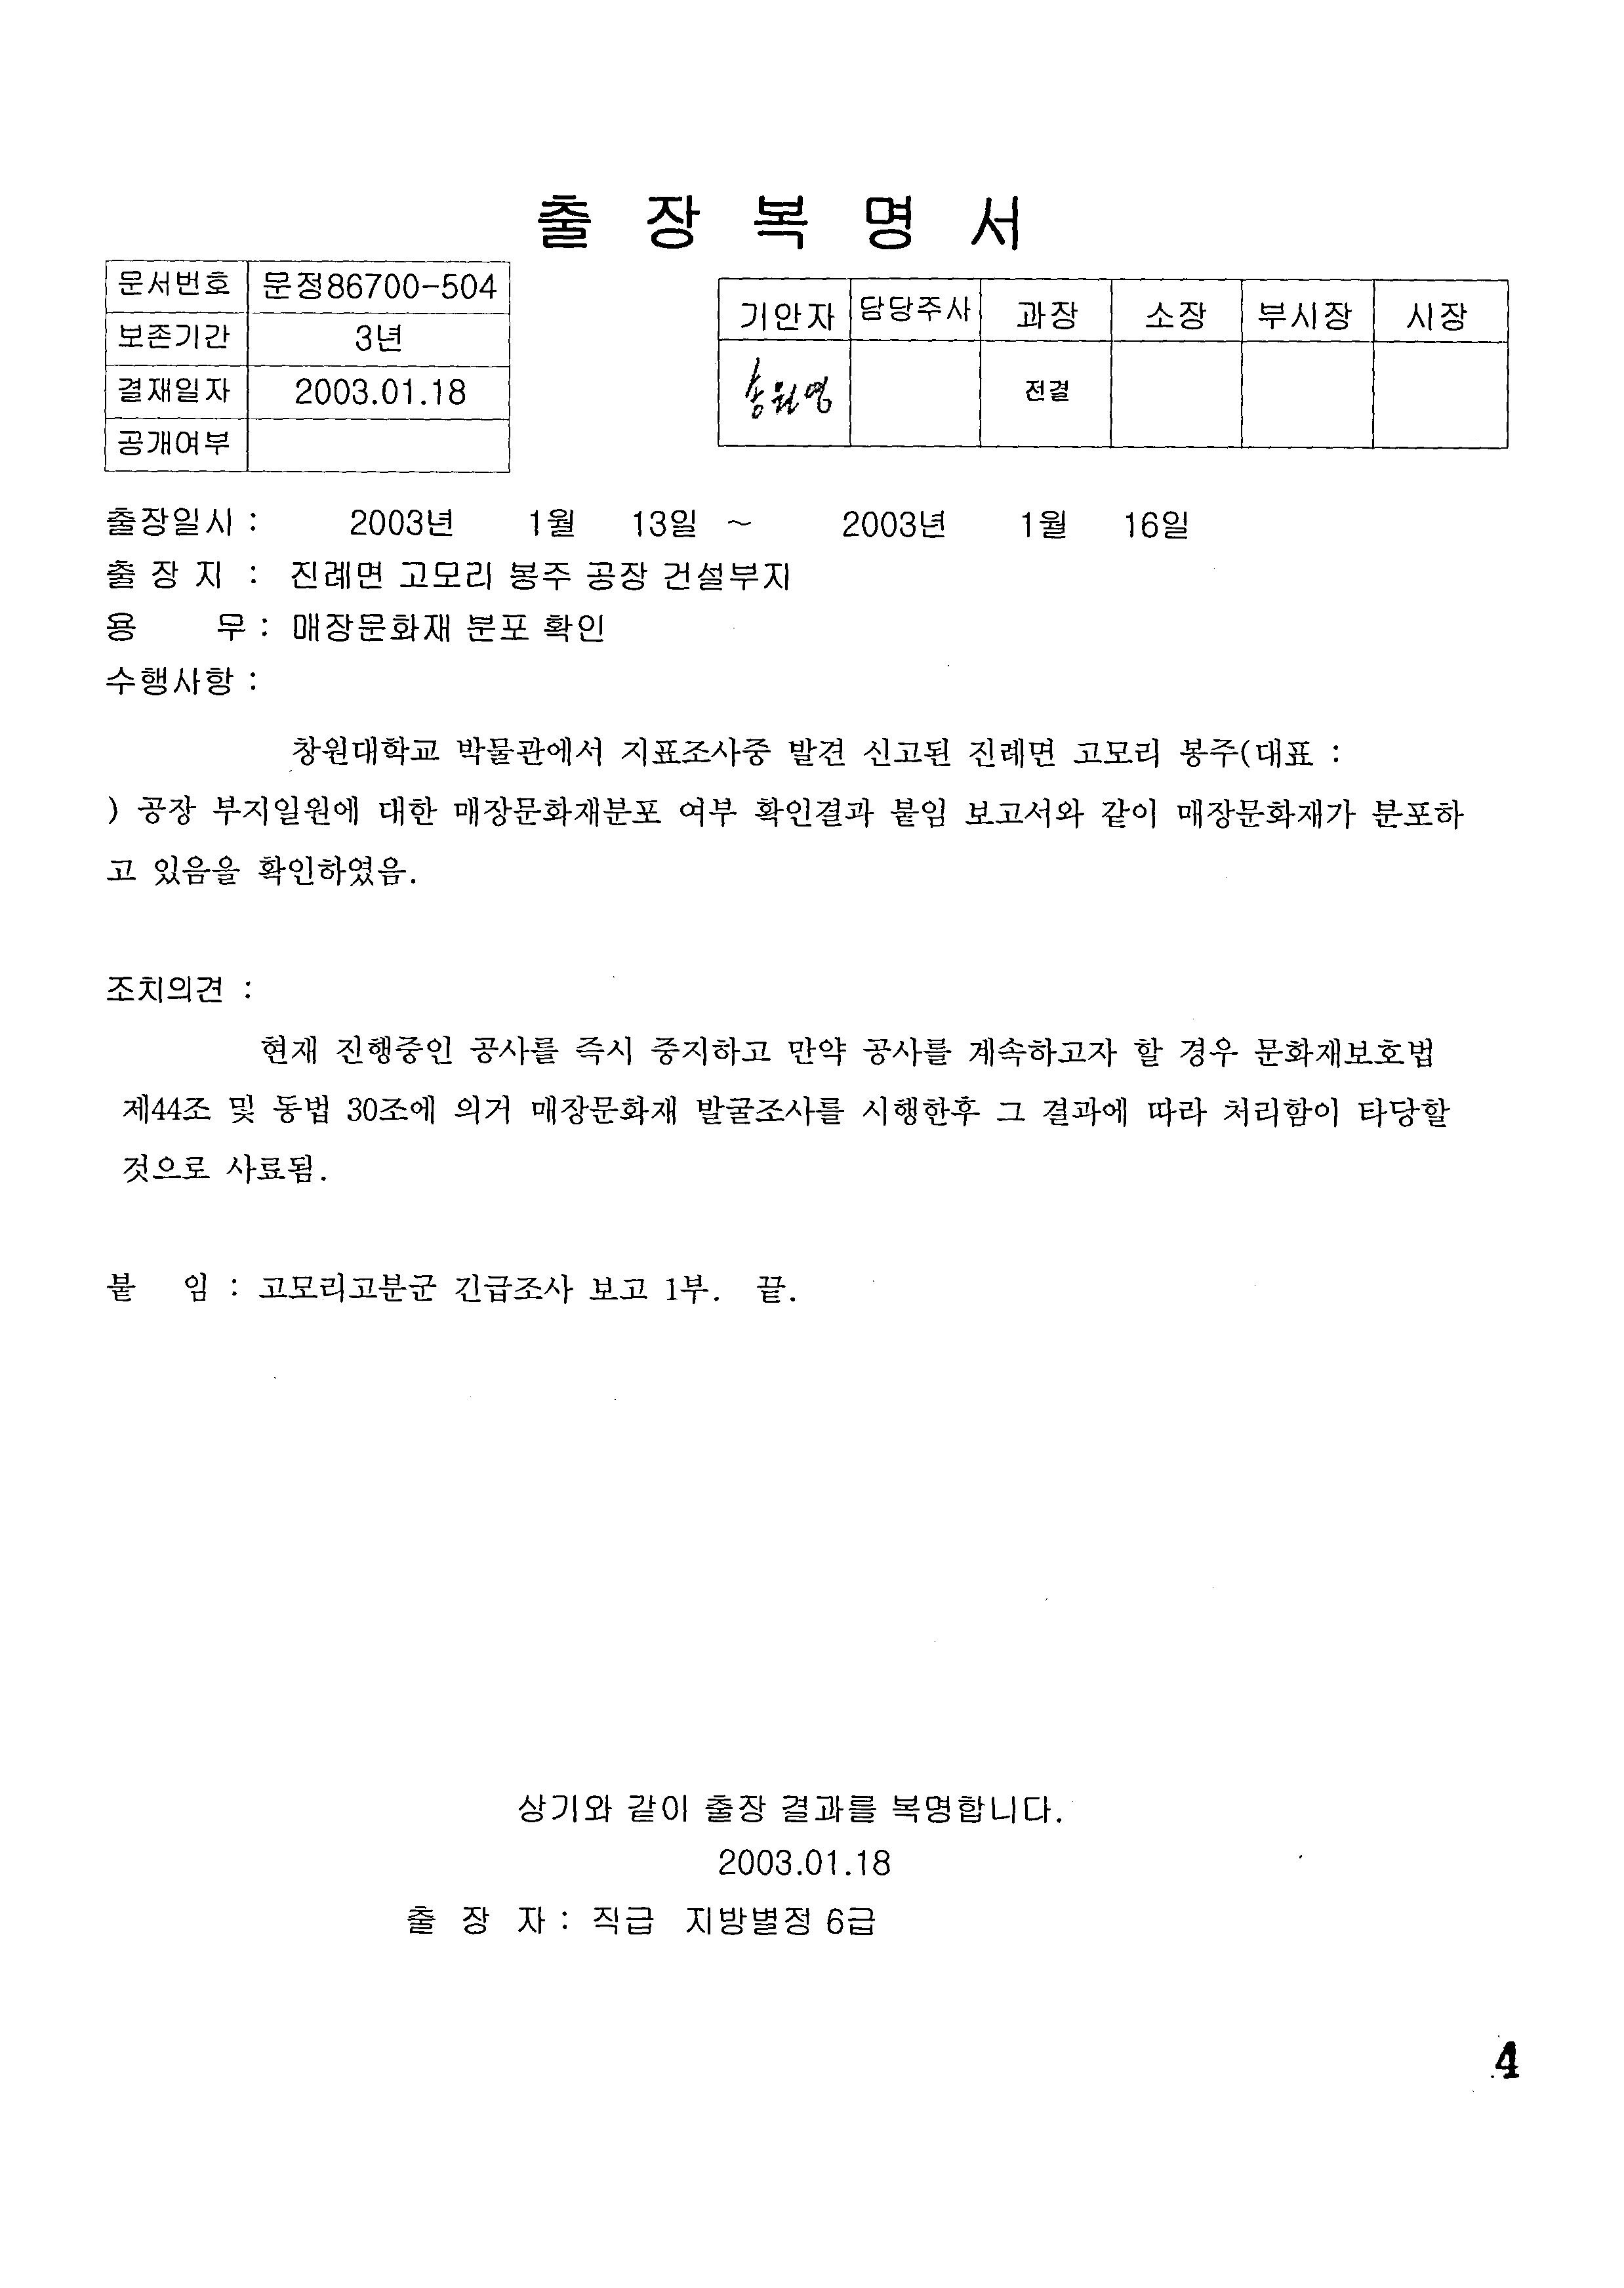 출 장 복 명 서
문서번호 문정86700-504
보존기간 3년
결재일자 2003.01.18
공개여부
기안자 담당주사 과장 소장 부시장 시장
송원영 전결
출장일시 : 2003년 1월 13일 ~ 2003년 1월 16일
출 장 지 : 진례면 고모리 봉주 공장 건설부지
용 무 : 매장문화재 분포 확인
수행사항 :
창원대학교 박물관에서 지표조사중 발견 신고된 진례면 고모리 봉주(대표 :
) 공장 부지일원에 대한 매장문화재분포 여부 확인결과 붙임 보고서와 같이 매장문화재가 분포하
고 있음을 확인하였음.
조치의견 :
현재 진행중인 공사를 즉시 중지하고 만약 공사를 계속하고자 할 경우 문화재보호법
제44조 및 동법 30조에 의거 매장문화재 발굴조사를 시행한후 그 결과에 따라 처리함이 타당할
것으로 사료됨.
붙 임 : 고모리고분군 긴급조사 보고 1부. 끝.
상기와 같이 출장 결과를 복명합니다.
2003.01.18
출 장 자 : 직급 지방별정 6급
4